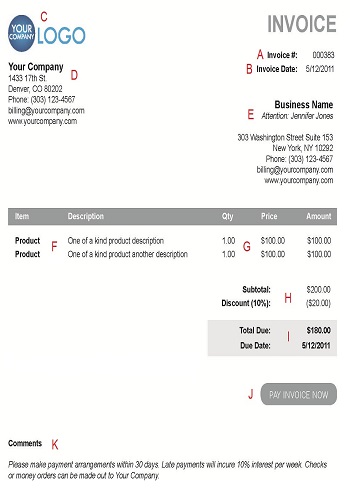 C
YOUR
COMPANY
LOGO
INVOICE
A Invoice #: 000383
B Invoice Date: 5/12/2011
Your Company
D
1433 17th St
Denver, CO 80202
Phone: (303) 123-4567
billing@yourcompany.com
www.yourcompany.com
Business Name
E Attention: Jennifer Jones
303 Washington Street Suite 153
New York, NY 10292
Phone: (303) 123-4567
billing@yourcompany.com
www.yourcompany.com
Item Description Qty Price Amount
Product One of a kind product description 1.00 $100.00 $100.00
F G
Product One of a kind product another description 1.00 $100.00 $100.00
Subtotal: $200.00
H
Discount (10%): ($20.00)
Total Due: $180.00
I
Due Date: 5/12/2011
J PAY INVOICE NOW
Comments K
Please make payment arrangements within 30 days. Late payments will incure 10% interest per week. Checks
or money orders can be made out to Your Company.